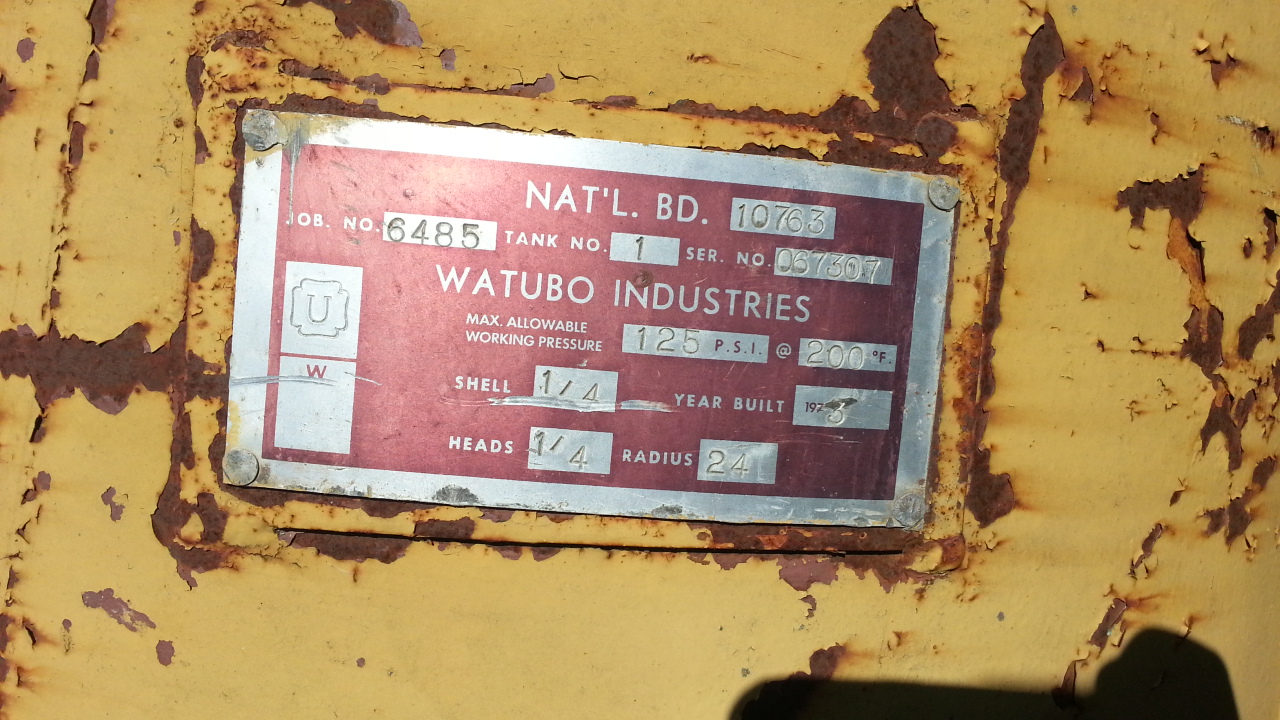 NAT'L. BD. 10763
JOB. NO. 6485 TANK NO. 1 SER. NO. 067307
WATUBO INDUSTRIES
MAX. ALLOWABLE
WORKING PRESSURE 125 P.S.I. @ 200 °F.
U
W
SHELL 1/4 YEAR BUILT 1973
HEADS 1/4 RADIUS 24